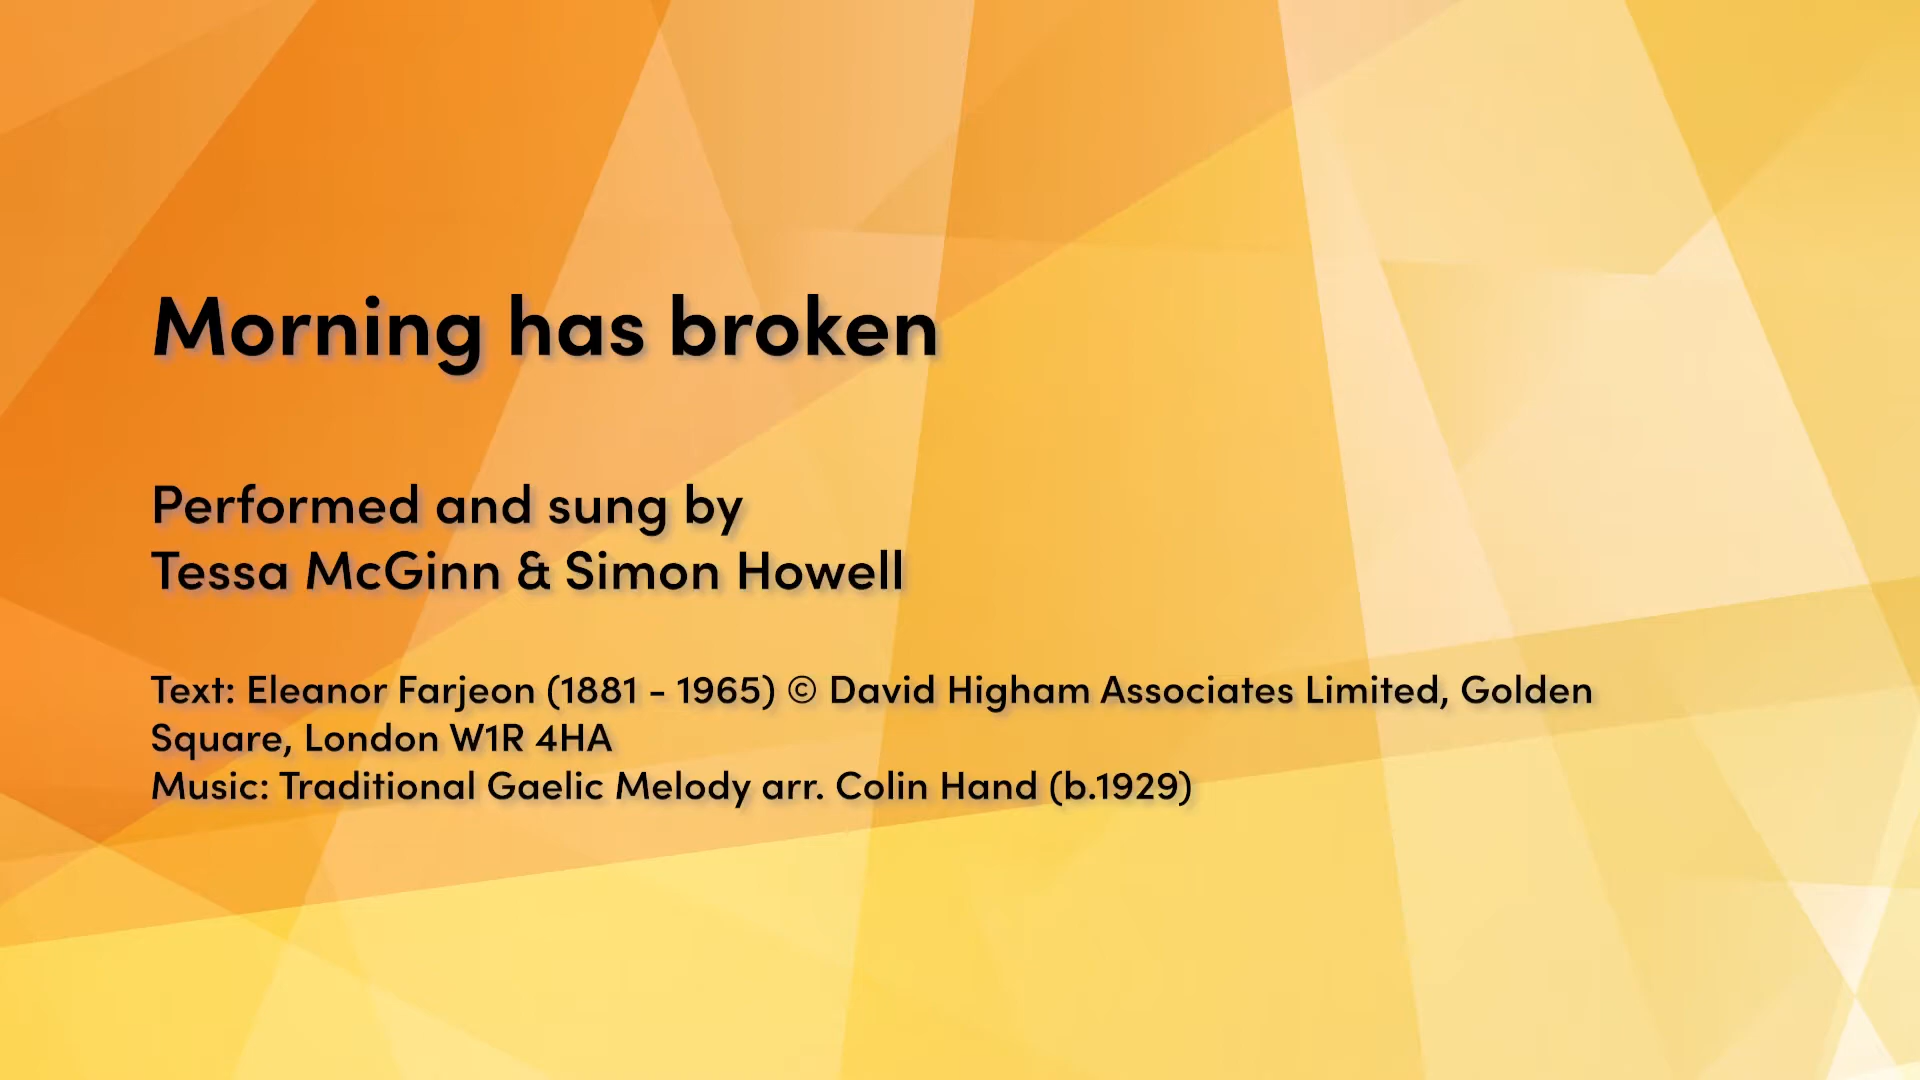 Morning has broken
Performed and sung by
Tessa McGinn & Simon Howell
Text: Eleanor Farjeon (1881 - 1965) © David Higham Associates Limited, Golden
Square, London W1R 4HA
Music: Traditional Gaelic Melody arr. Colin Hand (b.1929)